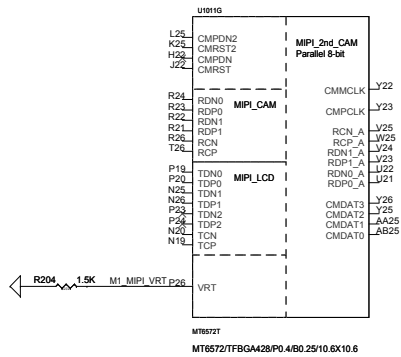 U1011G
MIPI_2nd_CAM
Parallel 8-bit
L25 CMPDN2
K25 CMRST2
H22 CMPDN
J22 CMRST
CMMCLK Y22
CMPCLK Y23
R24 RDN0
R23 RDP0
R22 RDN1
R21 RDP1
R26 RCN
T26 RCP
MIPI_CAM
RCN_A V25
RCP_A W25
RDN1_A V24
RDP1_A V23
RDN0_A U22
RDP0_A U21
P19 TDN0
P20 TDP0
N25 TDN1
N26 TDP1
P23 TDN2
P24 TDP2
N20 TCN
N19 TCP
MIPI_LCD
CMDAT3 Y26
CMDAT2 Y25
CMDAT1 AA25
CMDAT0 AB25
R204 1.5K M1_MIPI_VRT P26 VRT
MT6572T
MT6572/TFBGA428/P0.4/B0.25/10.6X10.6